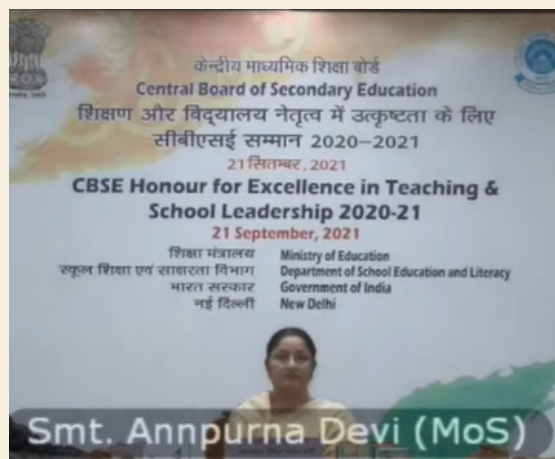 केन्द्रीय माध्यमिक शिक्षा बोर्ड
Central Board of Secondary Education
शिक्षण और विद्यालय नेतृत्व में उत्कृष्टता के लिए
सीबीएसई सम्मान 2020-2021
21 सितम्बर, 2021
CBSE Honour for Excellence in Teaching &
School Leadership 2020-21
21 September, 2021
शिक्षा मंत्रालय Ministry of Education
स्कूल शिक्षा एवं साक्षरता विभाग Department of School Education and Literacy
भारत सरकार Government of India
नई दिल्ली New Delhi
Smt. Annpurna Devi (MoS)